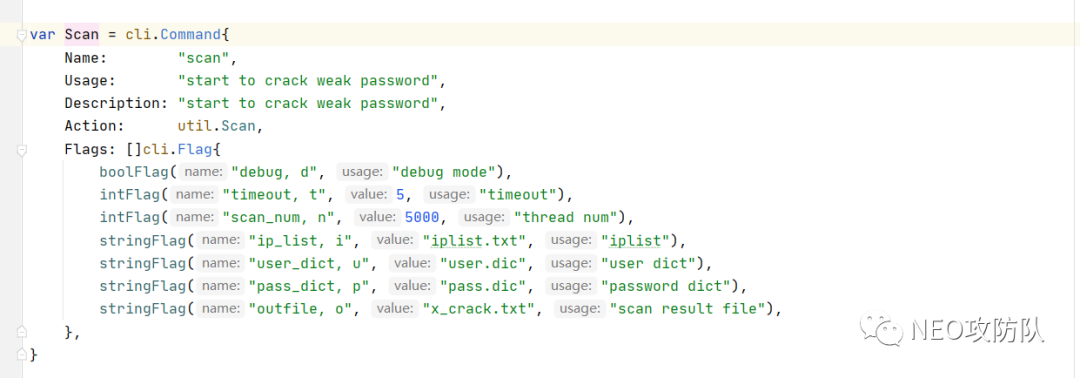 var Scan = cli.Command{
Name: "scan",
Usage: "start to crack weak password",
Description: "start to crack weak password",
Action: util.Scan,
Flags: []cli.Flag{
boolFlag( name: "debug, d", usage: "debug mode"),
intFlag( name: "timeout, t", value: 5, usage: "timeout"),
intFlag( name: "scan_num, n", value: 5000, usage: "thread num"),
stringFlag( name: "ip_list, i", value: "iplist.txt", usage: "iplist"),
stringFlag( name: "user_dict, u", value: "user.dic", usage: "user dict"),
stringFlag( name: "pass_dict, p", value: "pass.dic", usage: "password dict"),
stringFlag( name: "outfile, o", value: "x_crack.txt", usage: "scan result file"),
},
}
NEO攻防队